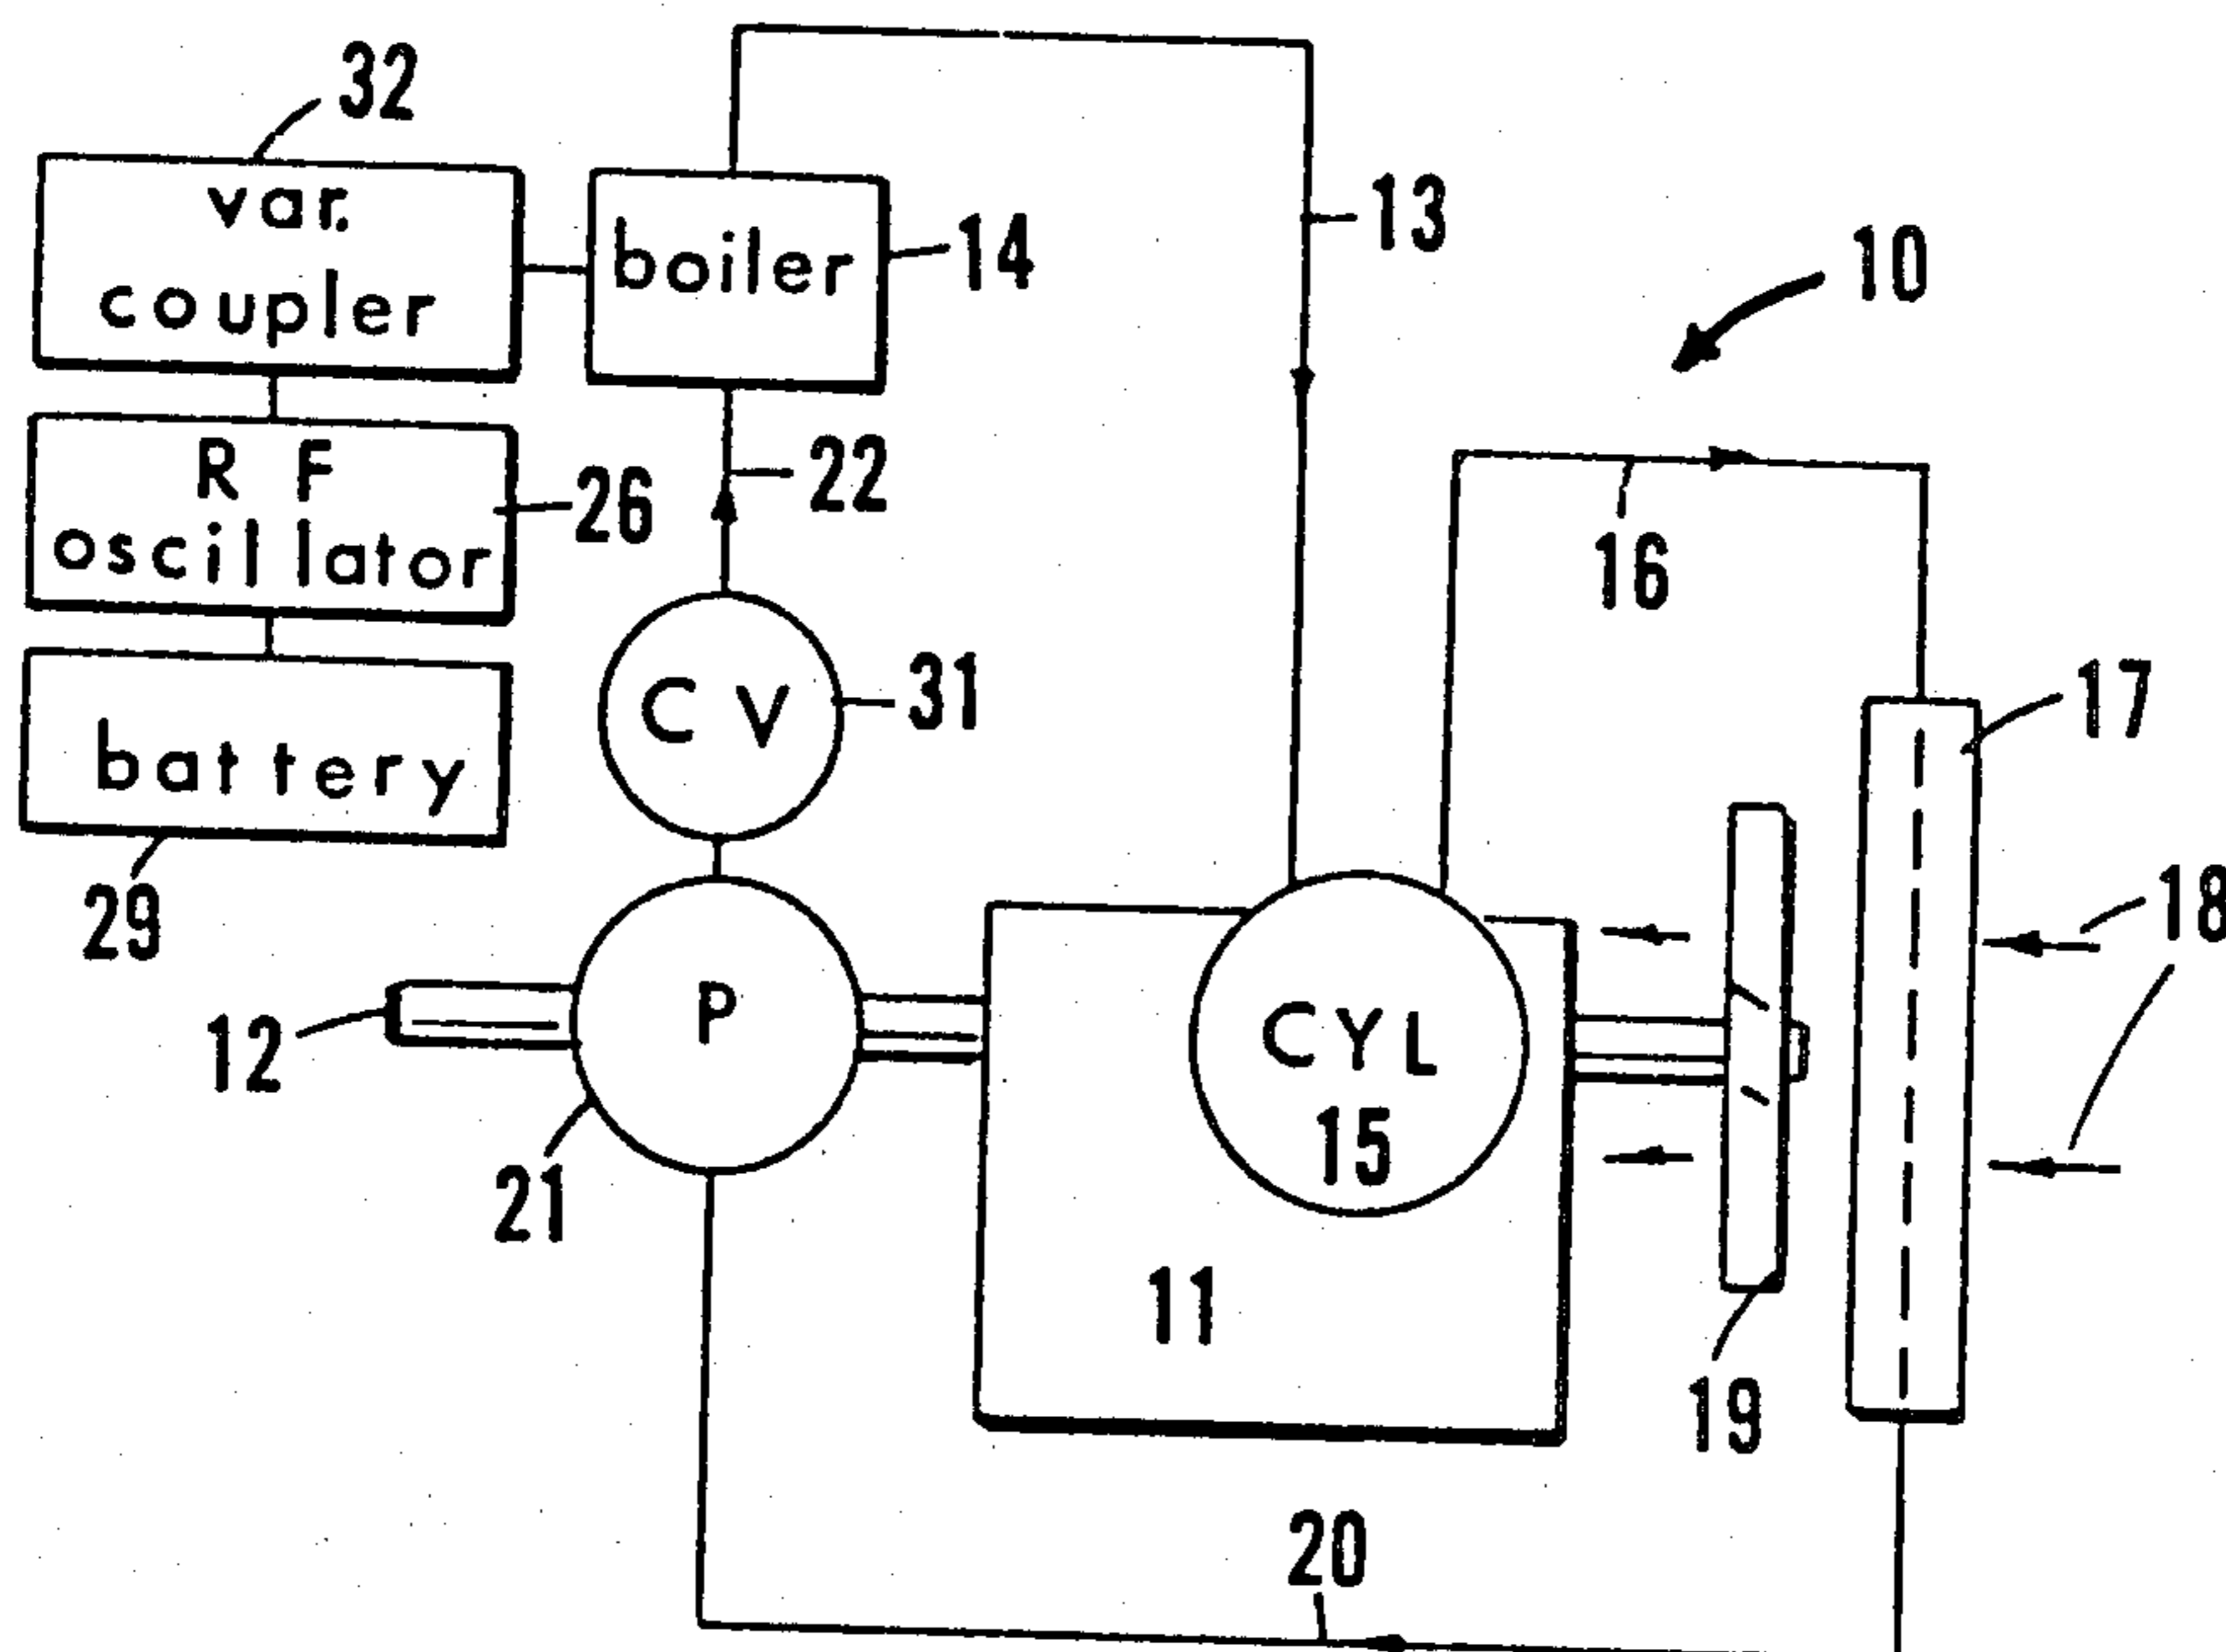 32
var.
coupler
boiler
14
13
10
R F
oscillator
26
22
16
C V
31
17
battery
29
18
12
P
CYL
15
21
11
19
20